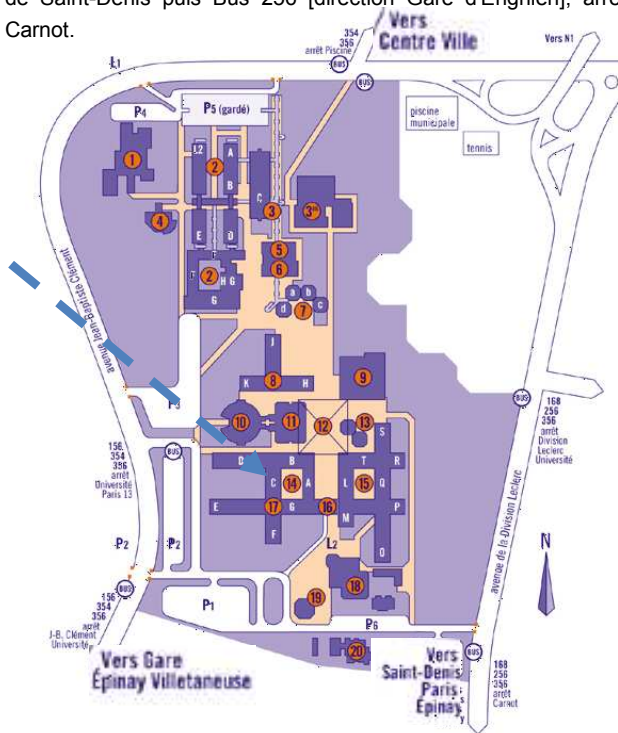 de Saint-Denis puis Bus 256 [direction Gare d'Enghien], arrê
Carnot.
Vers
Centre Ville
354
356
arrêt Piscine
BUS
BUS
Vers N1
L1
P4
P5 (gardé)
piscine
municipale
tennis
1
L2
2
A
B
C
3
3
4
E
D
5
6
2
H G
G
7
a
b
c
d
avenue Jean-Baptiste Clément
J
8
K
H
9
10
11
12
13
S
156
354
356
arrêt
Université
Paris 13
BUS
D
B
T
R
C
14
A
L
15
Q
E
17
G
16
M
P
F
O
L2
P2
P2
BUS
168
256
356
arrêt
Division
Leclerc
Université
avenue de la Division Leclerc
N
18
19
P1
P6
20
BUS
156
354
356
arrêt
J-B. Clément
Université
Vers Gare
Épinay Villetaneuse
Vers
Saint-Denis
Paris
Épinay
BUS
168
256
356
arrêt
Carnot